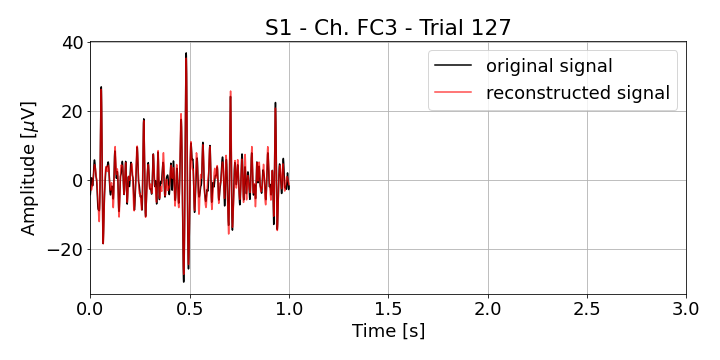 S1 - Ch. FC3 - Trial 127
original signal
reconstructed signal
Amplitude [μV]
40
20
0
−20
0.0 0.5 1.0 1.5 2.0 2.5 3.0
Time [s]